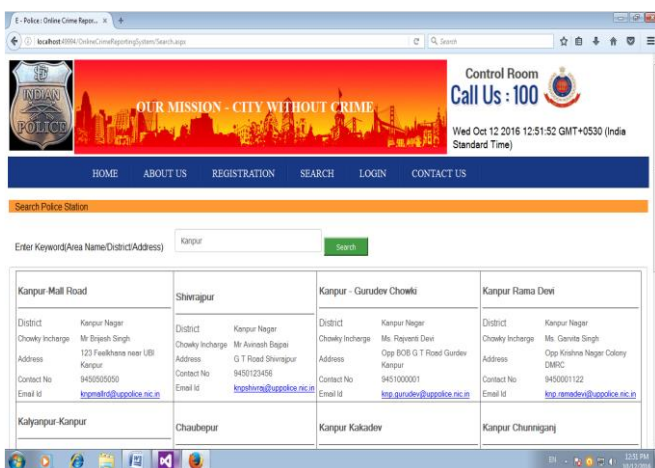 E - Police : Online Crime Repor...
localhost:49984/OnlineCrimeReportingSystem/Search.aspx
Search
INDIAN
POLICE
OUR MISSION - CITY WITHOUT CRIME
Control Room
Call Us : 100
Wed Oct 12 2016 12:51:52 GMT+0530 (India
Standard Time)
HOME ABOUT US REGISTRATION SEARCH LOGIN CONTACT US
Search Police Station
Enter Keyword(Area Name/District/Address) Kanpur Search
Kanpur-Mall Road
District Kanpur Nagar
Chowky Incharge Mr Brijesh Singh
Address 123 Feelkhana near UBI
Kanpur
Contact No 9450505050
Email Id knpmallrd@uppolice.nic.in
Shivrajpur
District Kanpur Nagar
Chowky Incharge Mr Avinash Bajpai
Address G T Road Shivrajpur
Contact No 9450123456
Email Id knpshivraj@uppolice.nic.in
Kanpur - Gurudev Chowki
District Kanpur Nagar
Chowky Incharge Ms. Rajvanti Devi
Address Opp BOB G T Road Gurdev
Kanpur
Contact No 9451000001
Email Id knp.gurudev@uppolice.nic.in
Kanpur Rama Devi
District Kanpur Nagar
Chowky Incharge Ms. Garvita Singh
Address Opp Krishna Nagar Colony
DMRC
Contact No 9450001122
Email Id knp.ramadevi@uppolice.nic.in
Kalyanpur-Kanpur
Chaubepur
Kanpur Kakadev
Kanpur Chunniganj
EN
12:51 PM